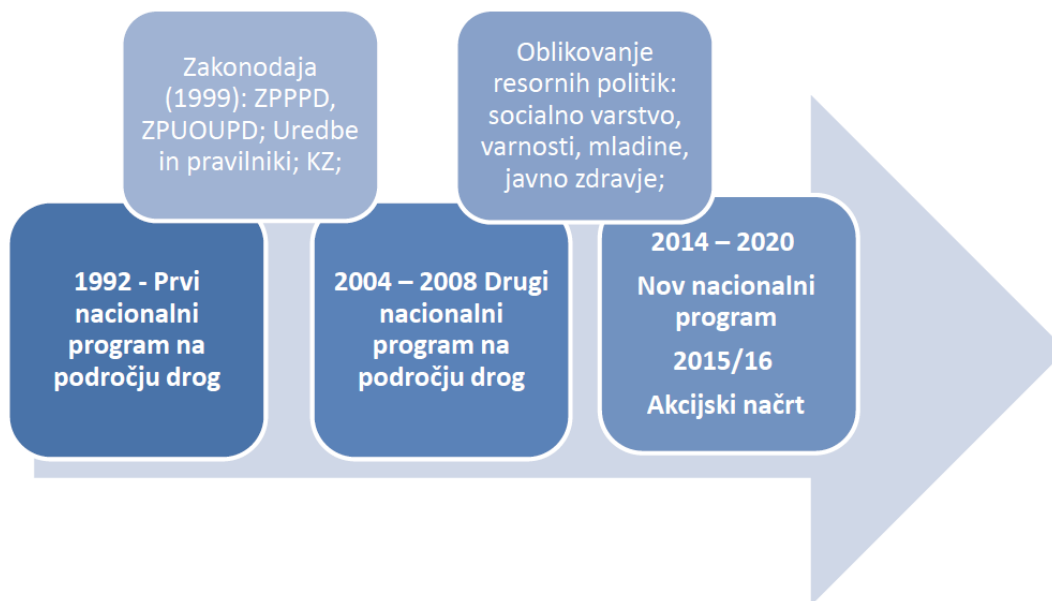 Zakonodaja
(1999): ZPPPD,
ZPUOUPD; Uredbe
in pravilniki; KZ;
Oblikovanje
resornih politik:
socialno varstvo,
varnosti, mladine,
javno zdravje;
1992 - Prvi
nacionalni
program na
področju drog
2004 – 2008 Drugi
nacionalni
program na
področju drog
2014 – 2020
Nov nacionalni
program
2015/16
Akcijski načrt